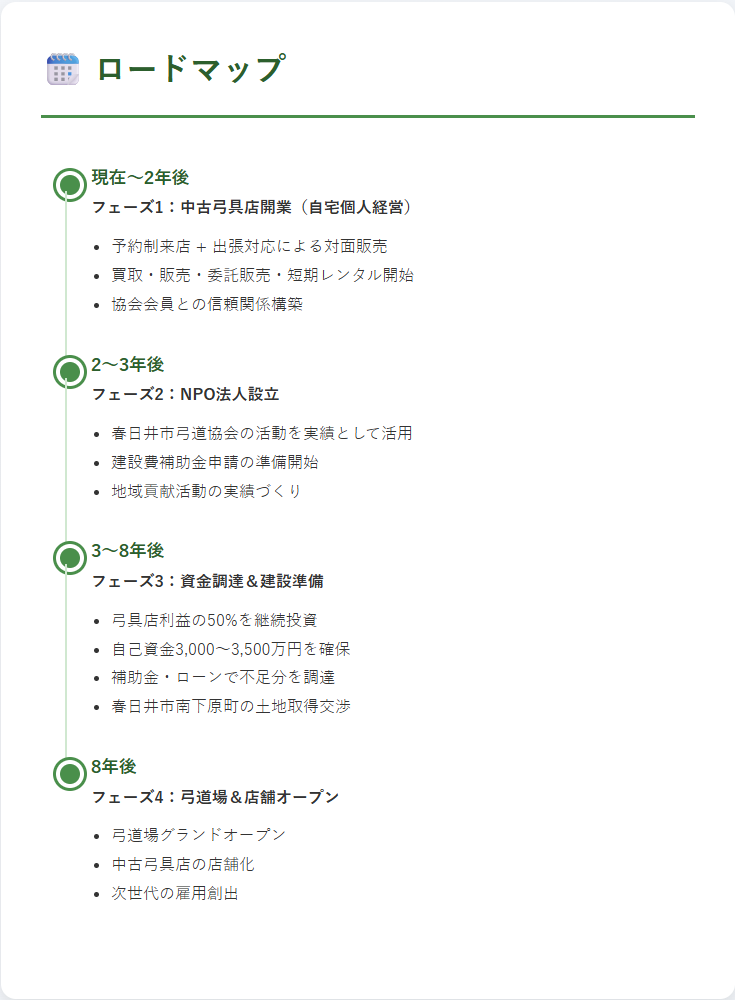 ロードマップ
現在〜2年後
フェーズ1：中古弓具店開業（自宅個人経営）
予約制来店 + 出張対応による対面販売
買取・販売・委託販売・短期レンタル開始
協会会員との信頼関係構築
2〜3年後
フェーズ2：NPO法人設立
春日井市弓道協会の活動を実績として活用
建設費補助金申請の準備開始
地域貢献活動の実績づくり
3〜8年後
フェーズ3：資金調達＆建設準備
弓具店利益の50%を継続投資
自己資金3,000〜3,500万円を確保
補助金・ローンで不足分を調達
春日井市南下原町の土地取得交渉
8年後
フェーズ4：弓道場＆店舗オープン
弓道場グランドオープン
中古弓具店の店舗化
次世代の雇用創出